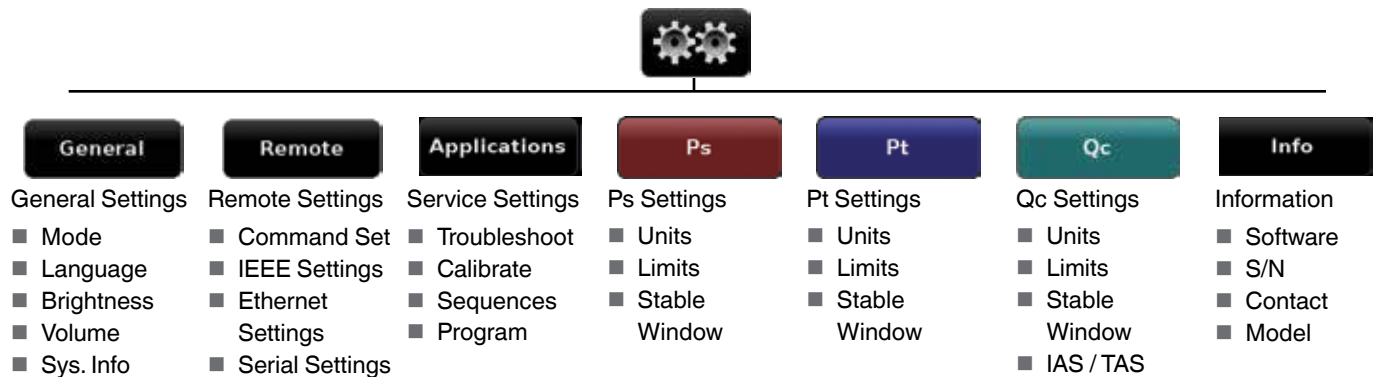 General
Remote
Applications
Ps
Pt
Qc
Info
General Settings
Mode
Language
Brightness
Volume
Sys. Info
Remote Settings
Command Set
IEEE Settings
Ethernet
Settings
Serial Settings
Service Settings
Troubleshoot
Calibrate
Sequences
Program
Ps Settings
Units
Limits
Stable
Window
Pt Settings
Units
Limits
Stable
Window
Qc Settings
Units
Limits
Stable
Window
IAS / TAS
Information
Software
S/N
Contact
Model